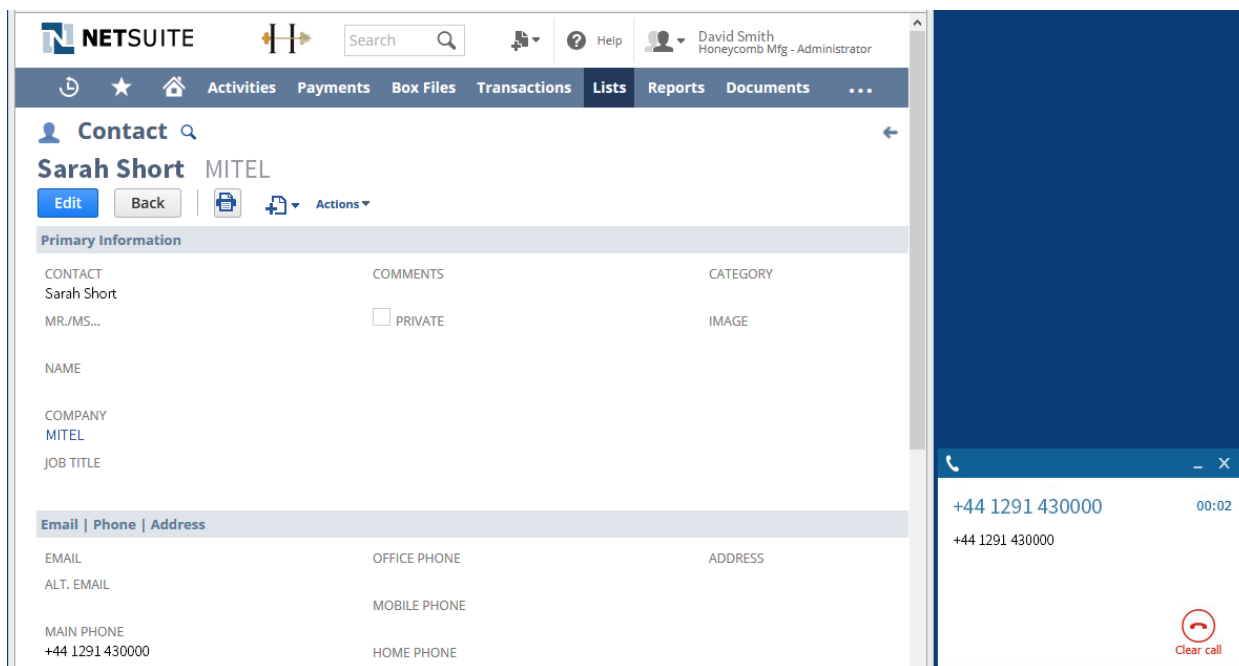 NETSUITE
H
Search
Help
David Smith
Honeycomb Mfg - Administrator
Activities Payments Box Files Transactions Lists Reports Documents ...
Contact
Sarah Short MITEL
Edit Back Actions
Primary Information
CONTACT COMMENTS CATEGORY
Sarah Short
MR./MS... PRIVATE IMAGE
NAME
COMPANY
MITEL
JOB TITLE
Email | Phone | Address
EMAIL OFFICE PHONE ADDRESS
ALT. EMAIL
MOBILE PHONE
MAIN PHONE
+44 1291 430000
HOME PHONE
+44 1291 430000 00:02
+44 1291 430000
Clear call